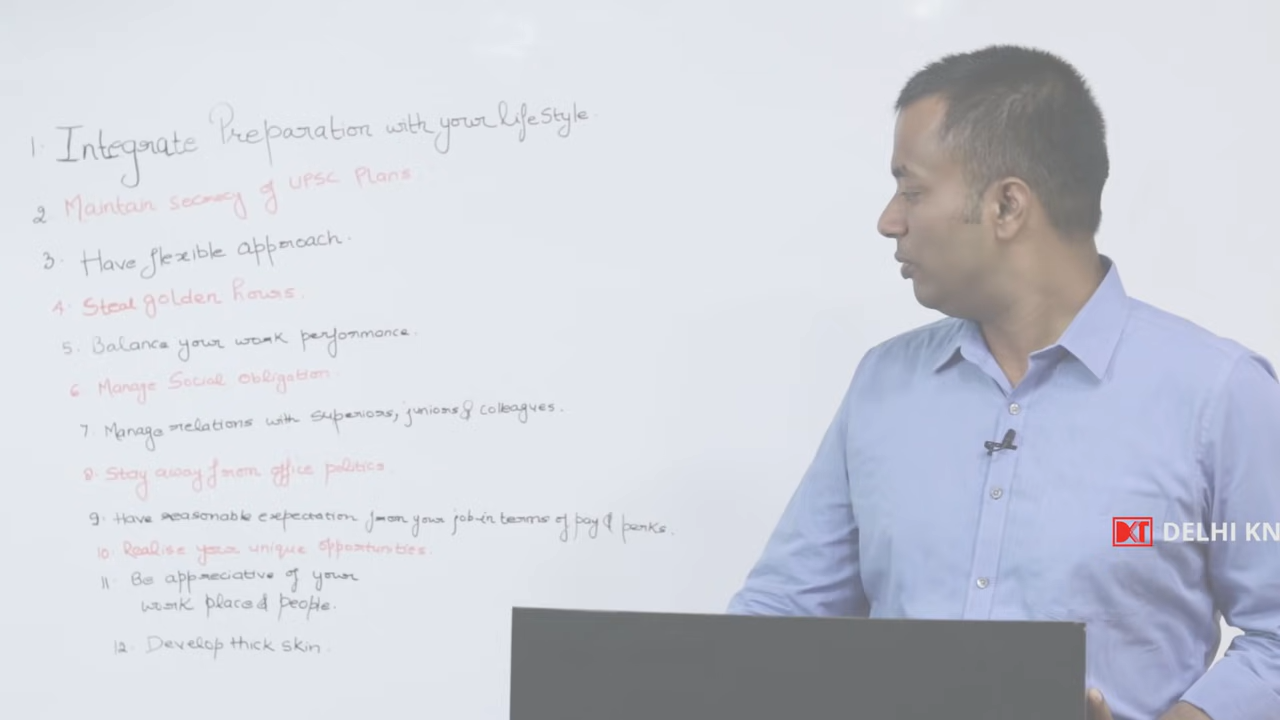 1. Integrate Preparation with your life Style.
2 Maintain secrecy of UPSC Plans.
3. Have flexible approach.
4. Steal golden hours.
5. Balance your work performance.
6 Manage Social obligation.
7. Manage relations with superiors, juniors & colleagues.
8. Stay away from office politics.
9. Have reasonable expectation from your job-in terms of pay & perks.
10. Realise your unique opportunities.
11. Be appreciative of your
work place & people.
12. Develop thick skin.
DKT DELHI KN